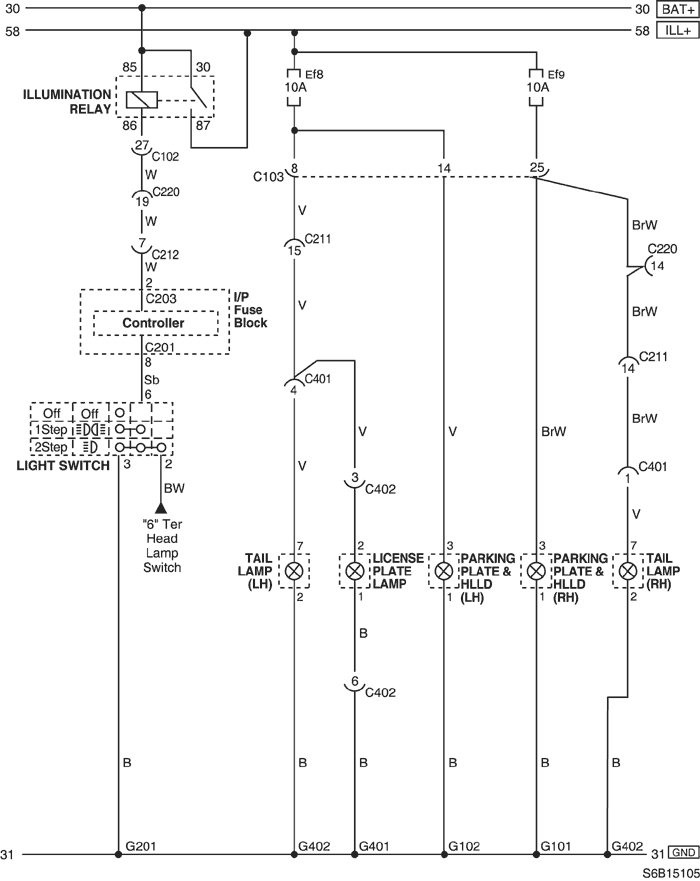 30 30 BAT+
58 58 ILL+
85 30
ILLUMINATION
RELAY
86 87
Ef8
10A
Ef9
10A
27
C102
W
C220
19
W
7
C212
W
2
C203
I/P
Fuse
Block
Controller
C201
8
Sb
6
Off Off
1Step
2Step
LIGHT SWITCH 3 2
BW
"6" Ter
Head
Lamp
Switch
C103 8 14 25
V
C211
15
V
C401
4
V
V
V
BrW
3
C402
BrW
C220
14
BrW
C211
14
BrW
C401
1
V
7 2 3 3 7
TAIL
LAMP
(LH)
LICENSE
PLATE
LAMP
PARKING
PLATE &
HLLD
(LH)
PARKING
PLATE &
HLLD
(RH)
TAIL
LAMP
(RH)
2 1 1 1 2
B
6
C402
B B B B B B
31 G201 G402 G401 G102 G101 G402 31 GND
S6B15105